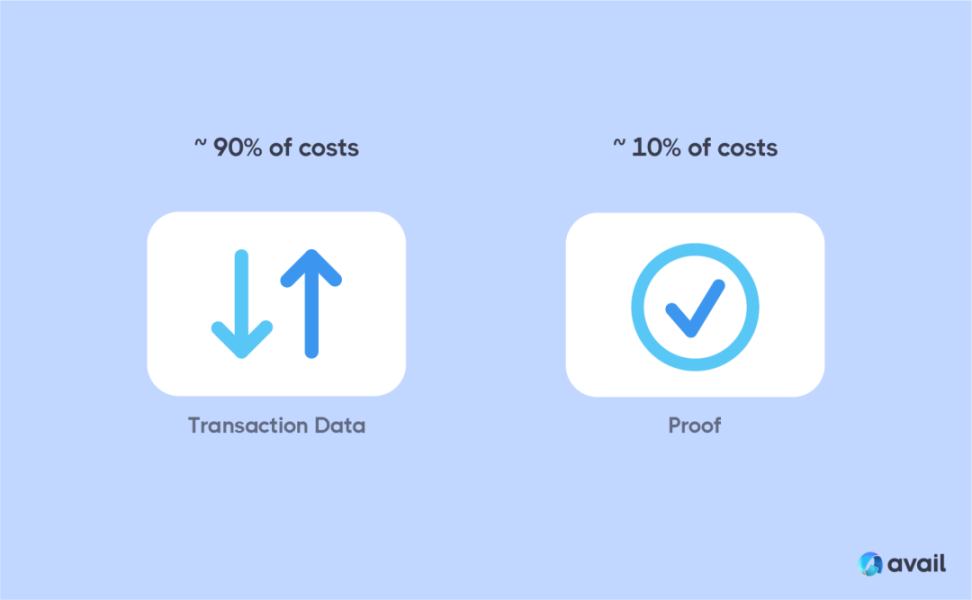 ~ 90% of costs
~ 10% of costs
Transaction Data
Proof
avail